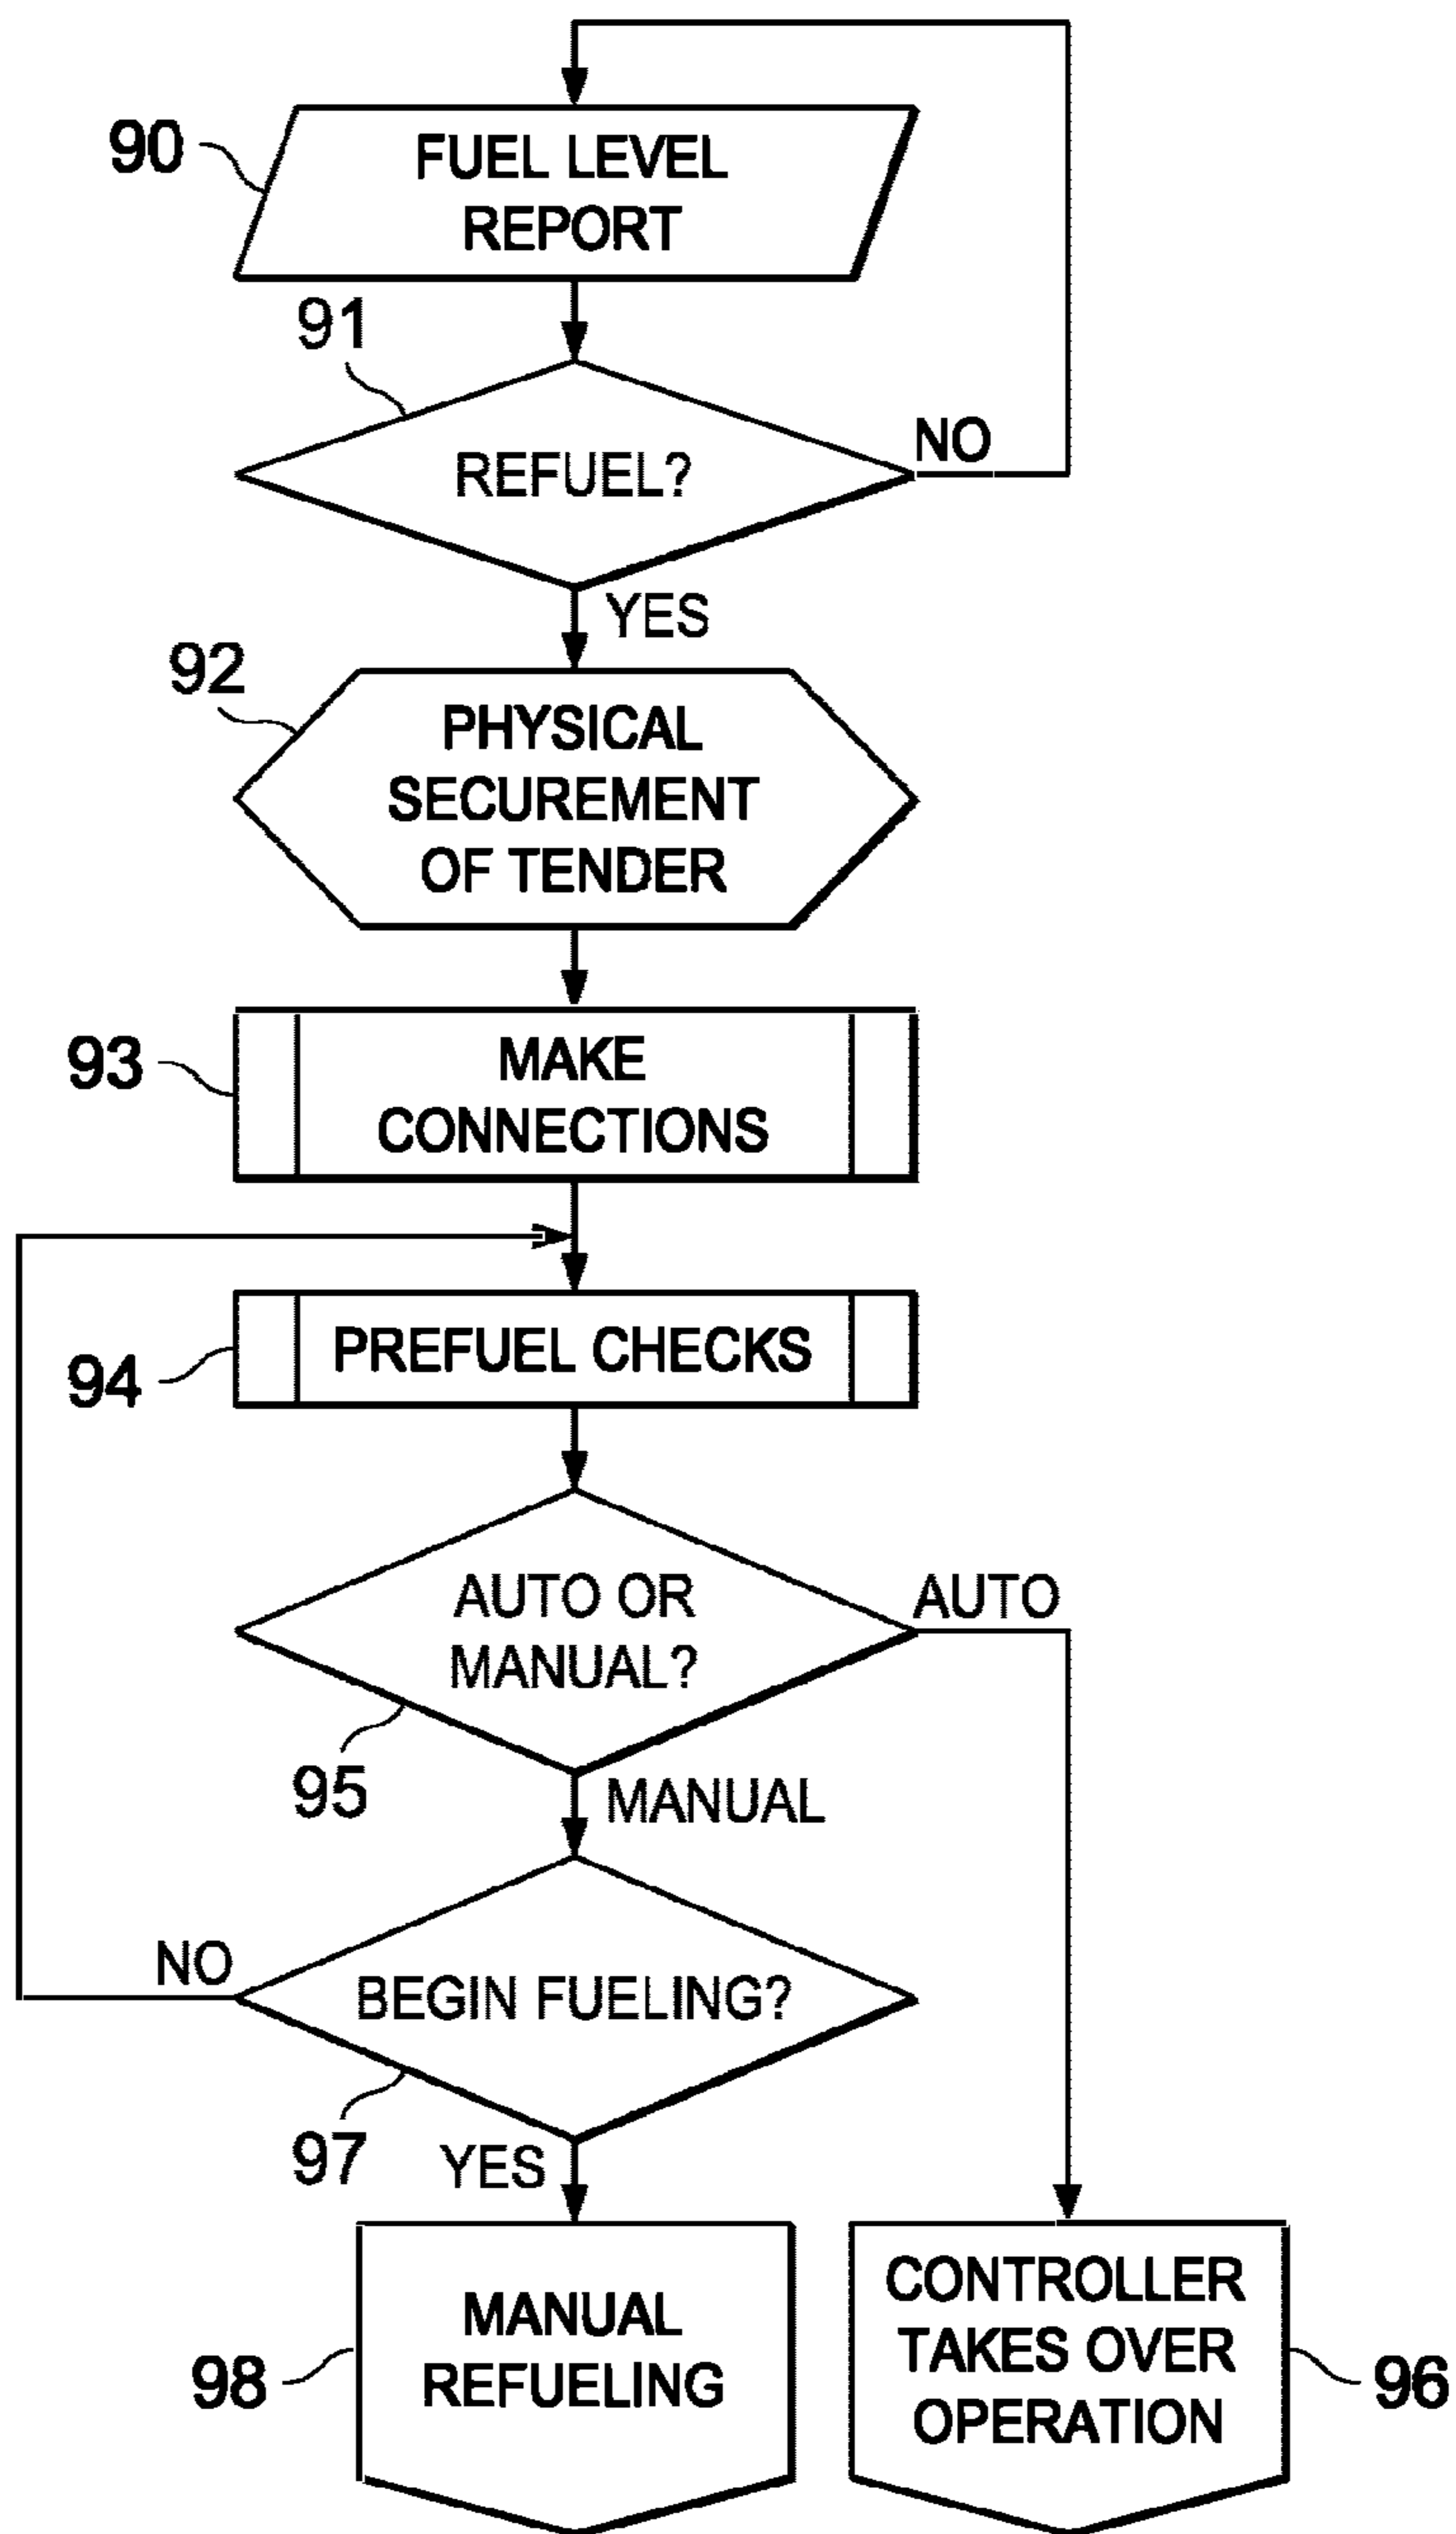 90
FUEL LEVEL
REPORT
91
REFUEL?
NO
YES
92
PHYSICAL
SECUREMENT
OF TENDER
93
MAKE
CONNECTIONS
94
PREFUEL CHECKS
AUTO OR
MANUAL?
AUTO
95
MANUAL
NO
BEGIN FUELING?
97
YES
98
MANUAL
REFUELING
CONTROLLER
TAKES OVER
OPERATION
96